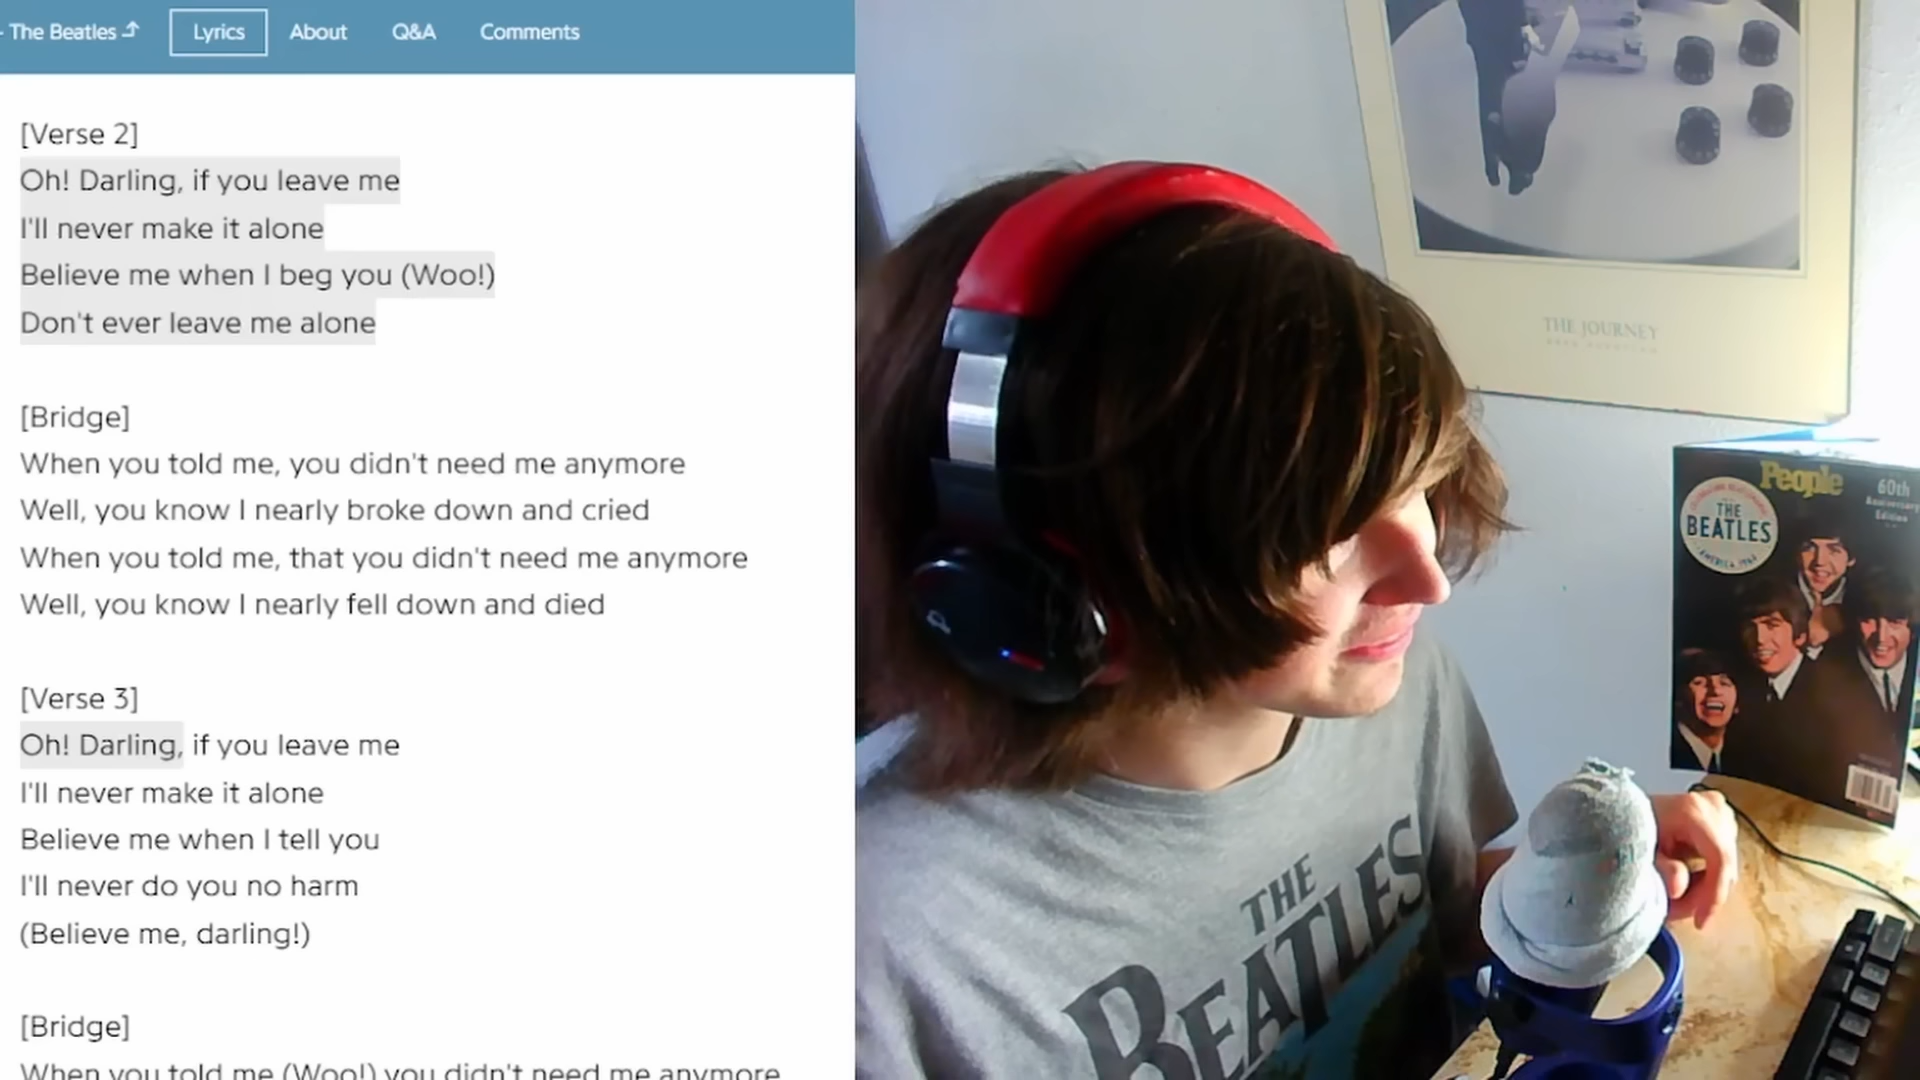 - The Beatles
Lyrics
About
Q&A
Comments
[Verse 2]
Oh! Darling, if you leave me
I'll never make it alone
Believe me when I beg you (Woo!)
Don't ever leave me alone
[Bridge]
When you told me, you didn't need me anymore
Well, you know I nearly broke down and cried
When you told me, that you didn't need me anymore
Well, you know I nearly fell down and died
[Verse 3]
Oh! Darling, if you leave me
I'll never make it alone
Believe me when I tell you
I'll never do you no harm
(Believe me, darling!)
[Bridge]
When you told me (Woo!) you didn't need me anymore
THE JOURNEY
People
60th
Anniversary
Edition
THE
BEATLES
THE
BEATLES